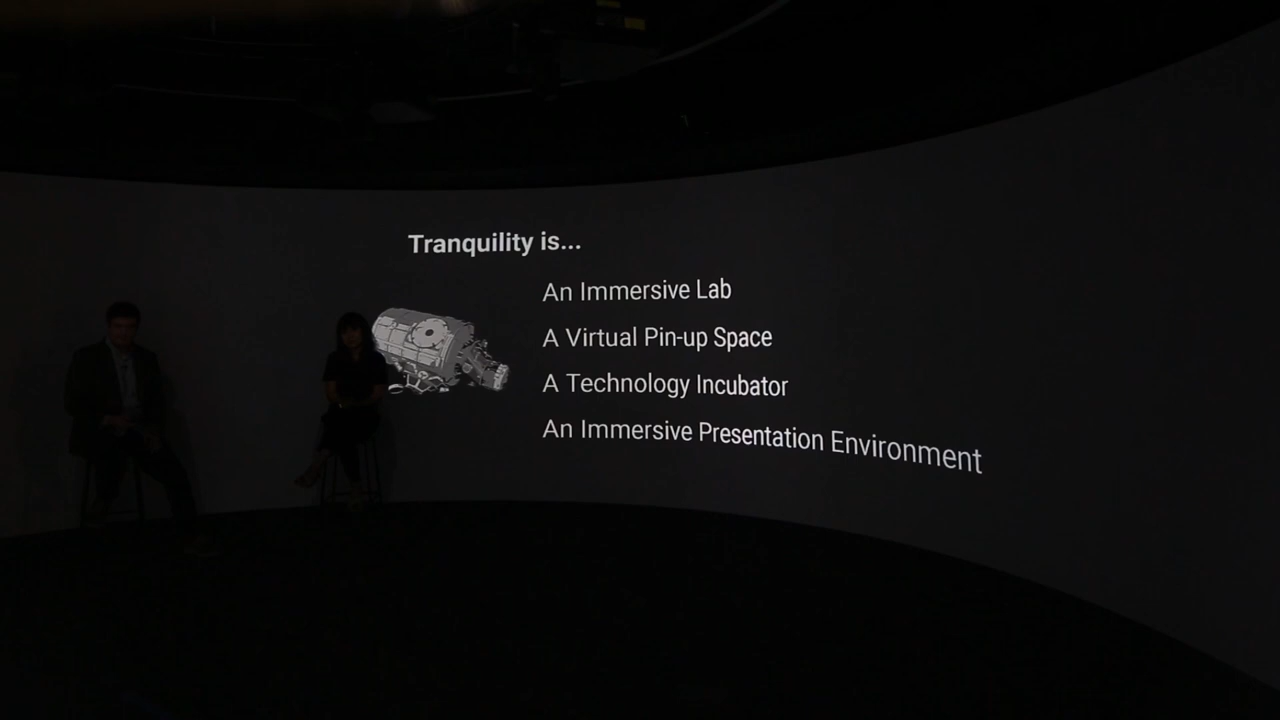 Tranquility is...
An Immersive Lab
A Virtual Pin-up Space
A Technology Incubator
An Immersive Presentation Environment